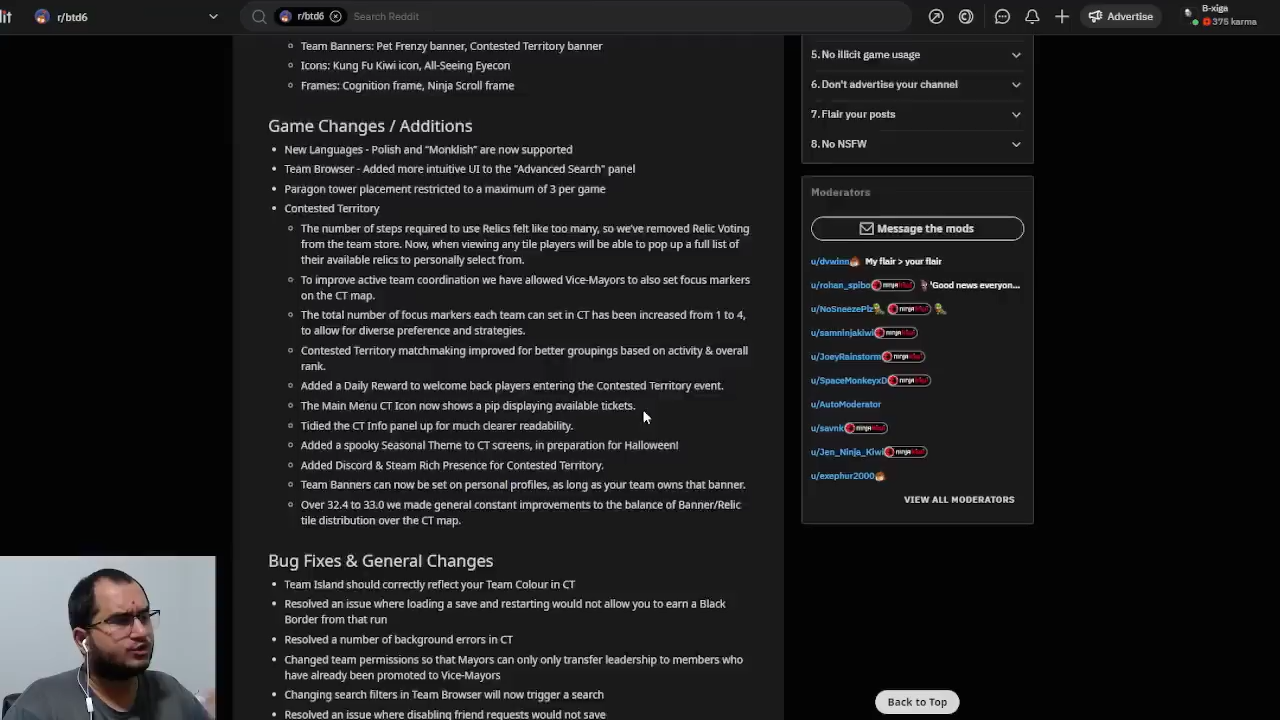 it
r/btd6
r/btd6
Search Reddit
Advertise
B-xiga
375 karma
Team Banners: Pet Frenzy banner, Contested Territory banner
Icons: Kung Fu Kiwi icon, All-Seeing Eyecon
Frames: Cognition frame, Ninja Scroll frame
Game Changes / Additions
New Languages - Polish and “Monklish” are now supported
Team Browser - Added more intuitive UI to the "Advanced Search" panel
Paragon tower placement restricted to a maximum of 3 per game
Contested Territory
The number of steps required to use Relics felt like too many, so we’ve removed Relic Voting
from the team store. Now, when viewing any tile players will be able to pop up a full list of
their available relics to personally select from.
To improve active team coordination we have allowed Vice-Mayors to also set focus markers
on the CT map.
The total number of focus markers each team can set in CT has been increased from 1 to 4,
to allow for diverse preference and strategies.
Contested Territory matchmaking improved for better groupings based on activity & overall
rank.
Added a Daily Reward to welcome back players entering the Contested Territory event.
The Main Menu CT Icon now shows a pip displaying available tickets.
Tidied the CT Info panel up for much clearer readability.
Added a spooky Seasonal Theme to CT screens, in preparation for Halloween!
Added Discord & Steam Rich Presence for Contested Territory.
Team Banners can now be set on personal profiles, as long as your team owns that banner.
Over 32.4 to 33.0 we made general constant improvements to the balance of Banner/Relic
tile distribution over the CT map.
Bug Fixes & General Changes
Team Island should correctly reflect your Team Colour in CT
Resolved an issue where loading a save and restarting would not allow you to earn a Black
Border from that run
Resolved a number of background errors in CT
Changed team permissions so that Mayors can only only transfer leadership to members who
have already been promoted to Vice-Mayors
Changing search filters in Team Browser will now trigger a search
Resolved an issue where disabling friend requests would not save
5. No illicit game usage
6. Don't advertise your channel
7. Flair your posts
8. No NSFW
Moderators
Message the mods
u/dvwinn My flair > your flair
u/rohan_spibo ninja kiwi 'Good news everyon...
u/NoSneezePlz ninja kiwi
u/samninjakiwi ninja kiwi
u/JoeyRainstorm ninja kiwi
u/SpaceMonkeyxD ninja kiwi
u/AutoModerator
u/savnk ninja kiwi
u/Jen_Ninja_Kiwi ninja kiwi
u/exephur2000
VIEW ALL MODERATORS
Back to Top